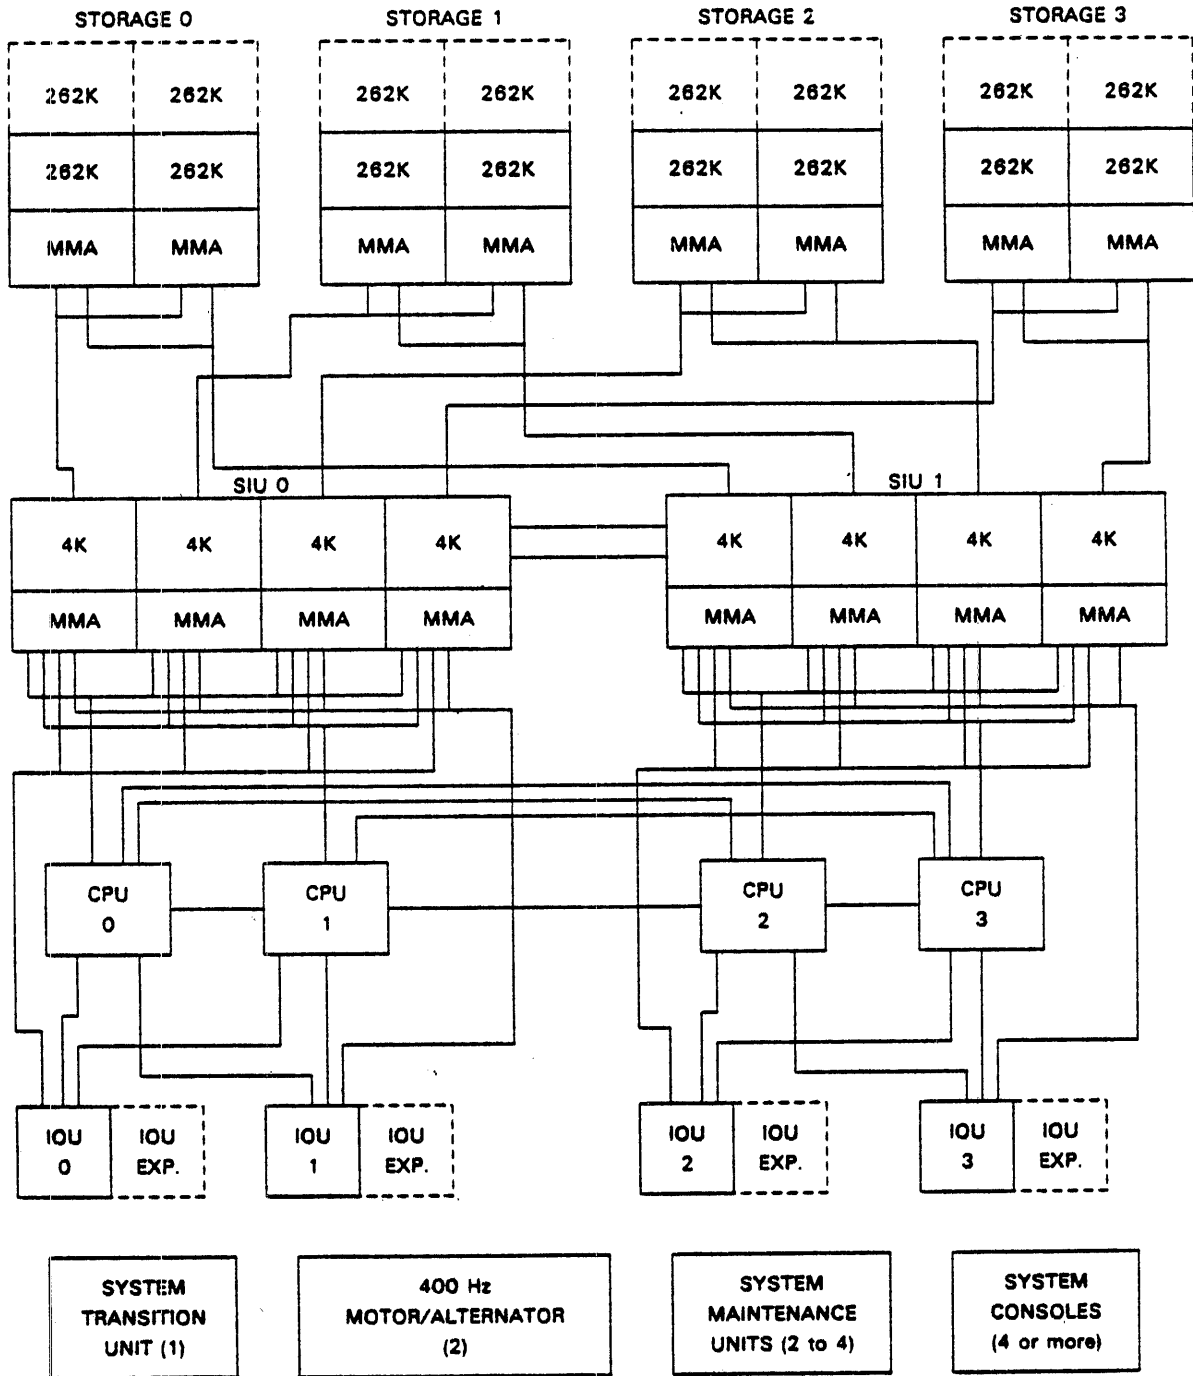 STORAGE 0 STORAGE 1 STORAGE 2 STORAGE 3
262K 262K 262K 262K 262K 262K 262K 262K
262K 262K 262K 262K 262K 262K 262K 262K
MMA MMA MMA MMA MMA MMA MMA MMA
SIU 0 SIU 1
4K 4K 4K 4K 4K 4K 4K 4K
MMA MMA MMA MMA MMA MMA MMA MMA
CPU CPU CPU CPU
0 1 2 3
IOU IOU IOU IOU IOU IOU IOU IOU
0 EXP. 1 EXP. 2 EXP. 3 EXP.
SYSTEM
TRANSITION
UNIT (1)
400 Hz
MOTOR/ALTERNATOR
(2)
SYSTEM
MAINTENANCE
UNITS (2 to 4)
SYSTEM
CONSOLES
(4 or more)